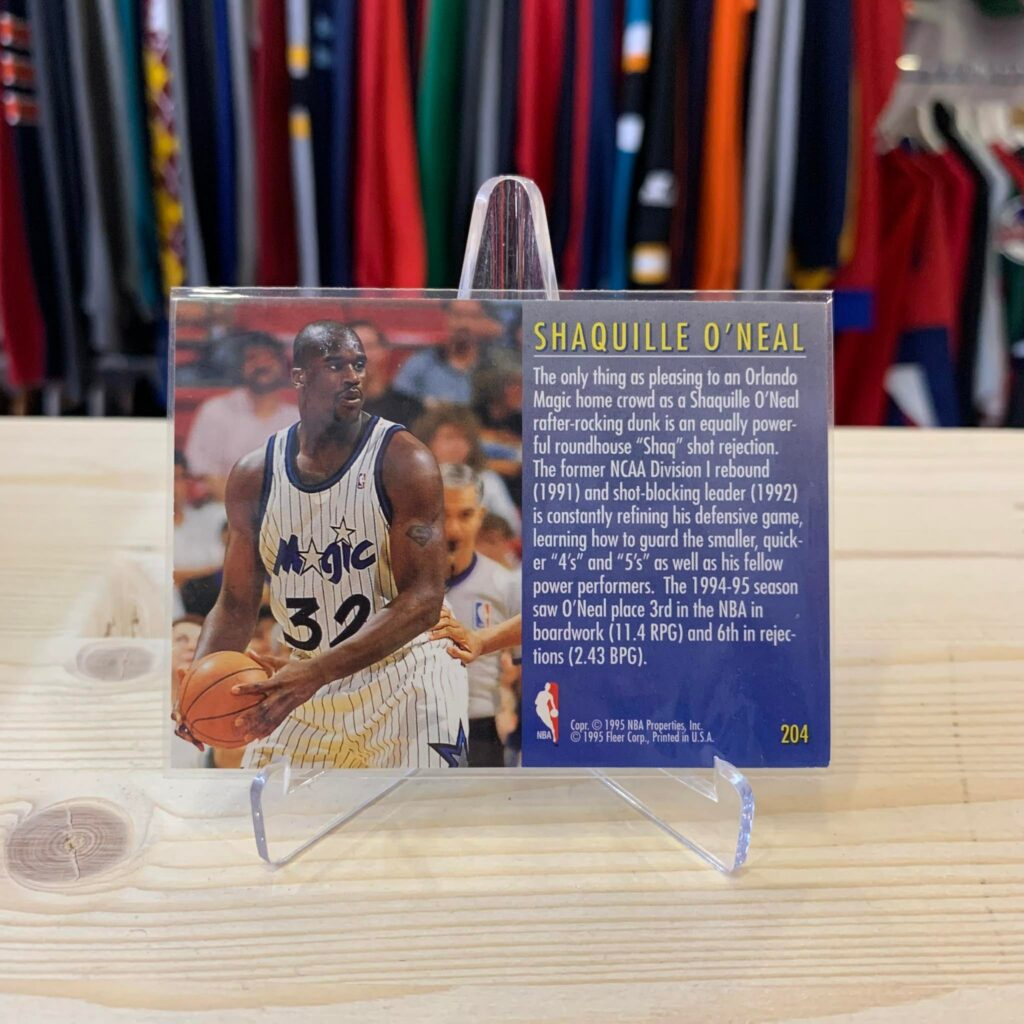 SHAQUILLE O'NEAL
The only thing as pleasing to an Orlando
Magic home crowd as a Shaquille O'Neal
rafter-rocking dunk is an equally power-
ful roundhouse "Shaq" shot rejection.
The former NCAA Division I rebound
(1991) and shot-blocking leader (1992)
is constantly refining his defensive game,
learning how to guard the smaller, quick-
er "4's" and "5's" as well as his fellow
power performers. The 1994-95 season
saw O'Neal place 3rd in the NBA in
boardwork (11.4 RPG) and 6th in rejec-
tions (2.43 BPG).
MAGIC
32
NBA
Copr. © 1995 NBA Properties, Inc.
© 1995 Fleer Corp., Printed in U.S.A.
204